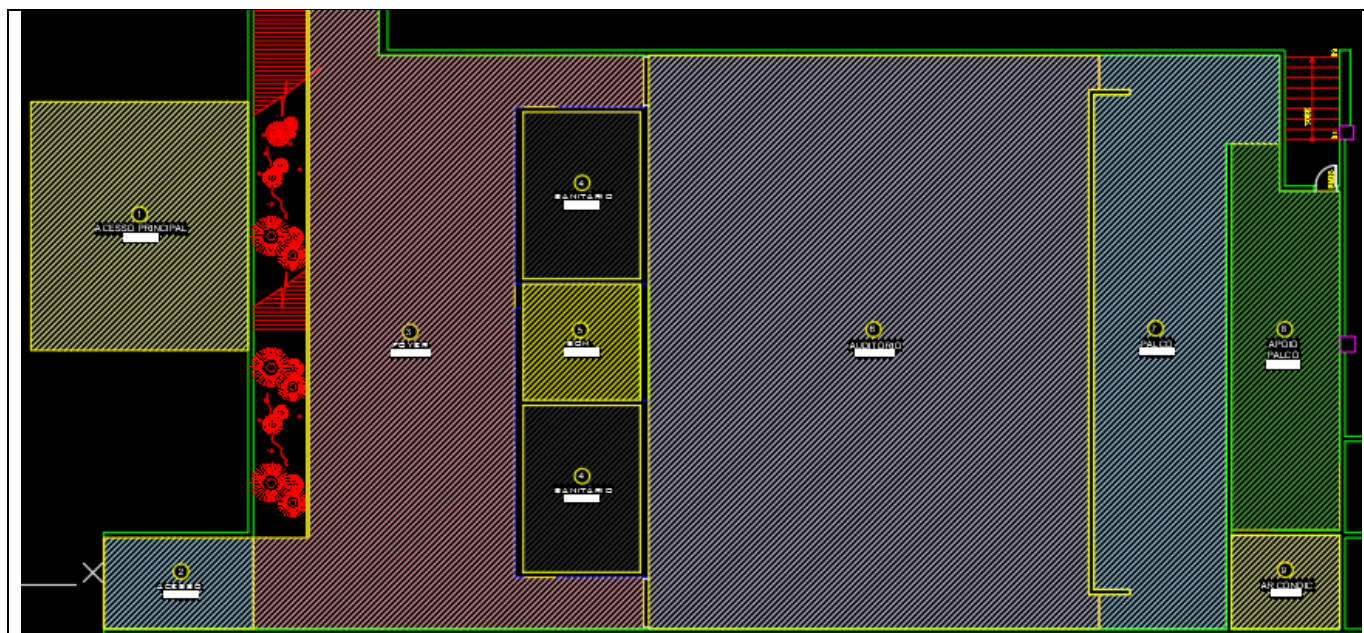 1
ACESSO PRINCIPAL
4
SANITÁRIO
3
FOYER
5
6
AUDITÓRIO
7
PALCO
8
APOIO
PALCO
4
SANITÁRIO
2
9
AR CONDIC